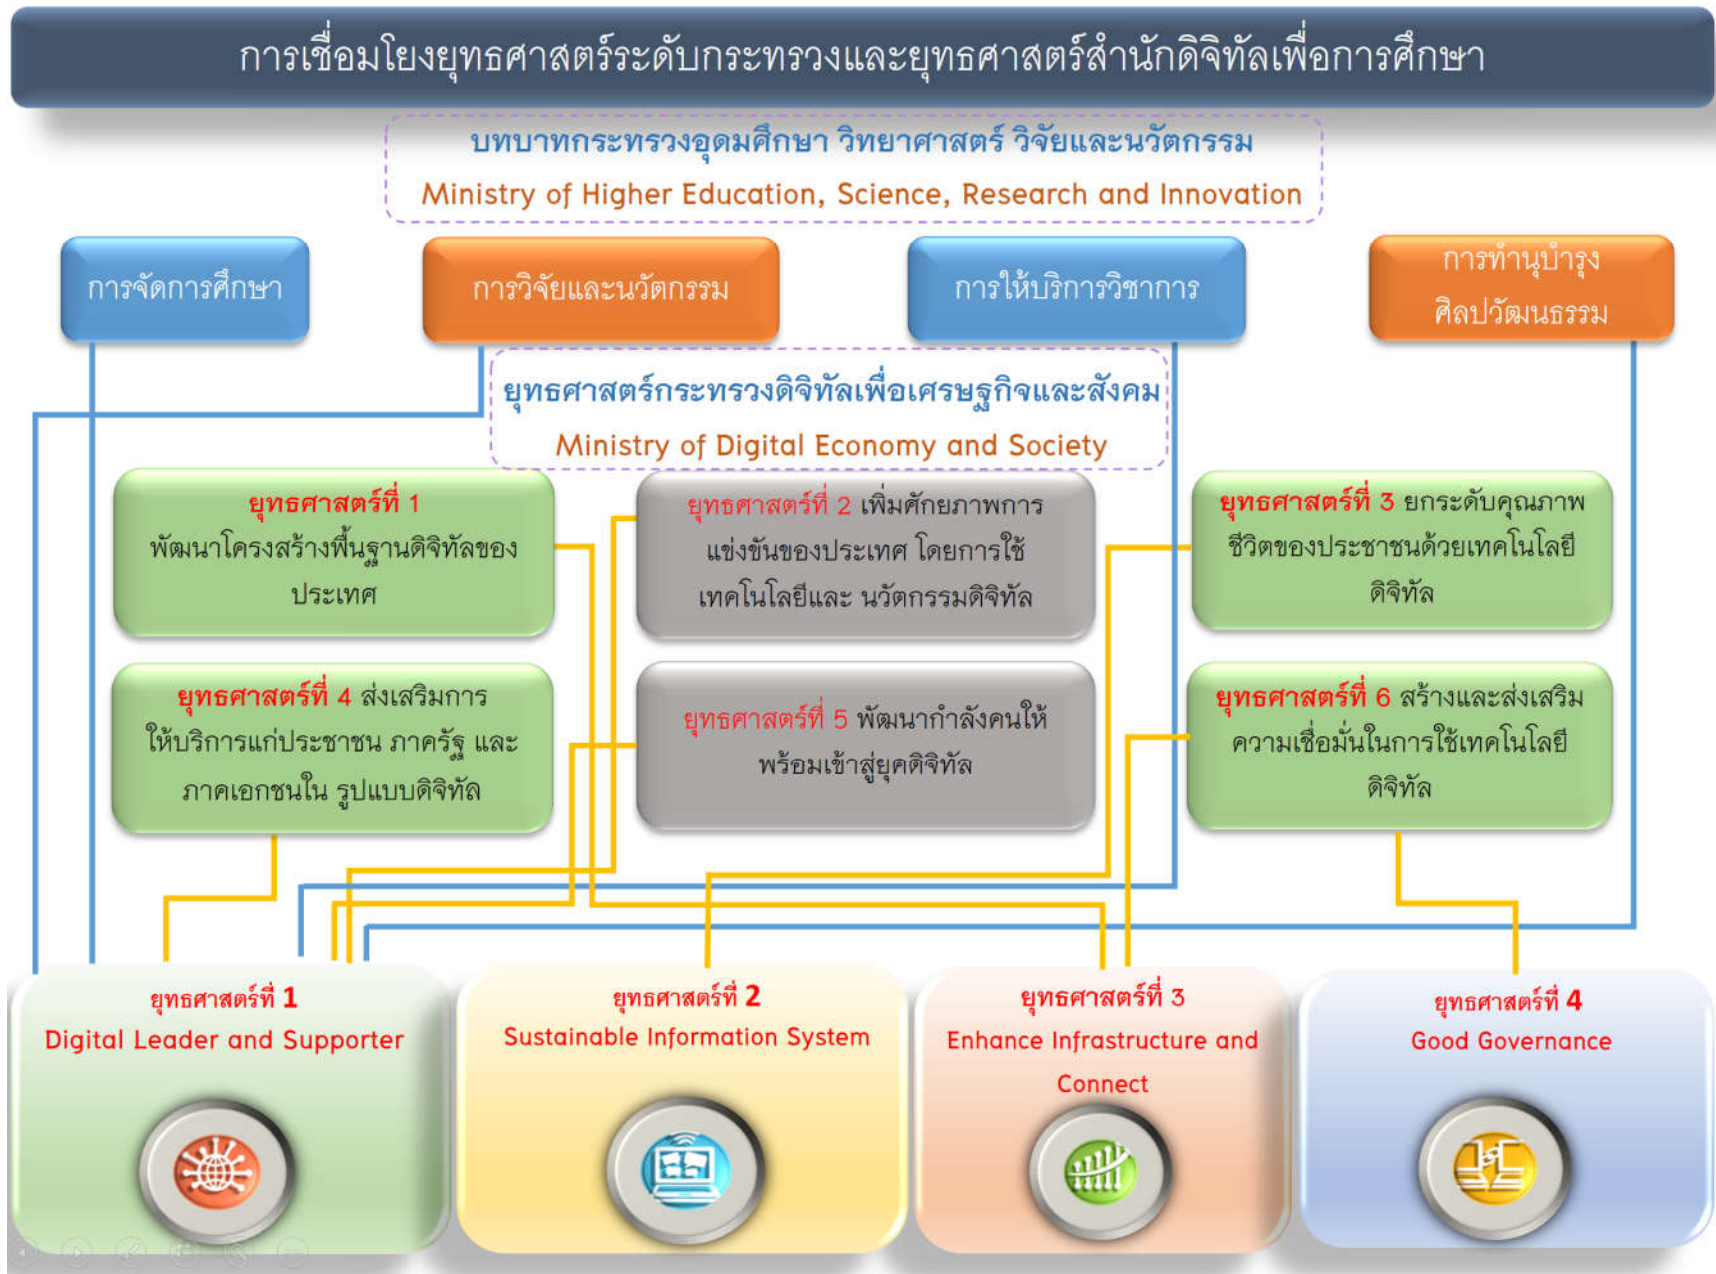 การเชื่อมโยงยุทธศาสตร์ระดับกระทรวงและยุทธศาสตร์สำนักดิจิทัลเพื่อการศึกษา
บทบาทกระทรวงอุดมศึกษา วิทยาศาสตร์ วิจัยและนวัตกรรม
Ministry of Higher Education, Science, Research and Innovation
การจัดการศึกษา
การวิจัยและนวัตกรรม
การให้บริการวิชาการ
การทำนุบำรุง
ศิลปวัฒนธรรม
ยุทธศาสตร์กระทรวงดิจิทัลเพื่อเศรษฐกิจและสังคม
Ministry of Digital Economy and Society
ยุทธศาสตร์ที่ 1
พัฒนาโครงสร้างพื้นฐานดิจิทัลของ
ประเทศ
ยุทธศาสตร์ที่ 2 เพิ่มศักยภาพการ
แข่งขันของประเทศ โดยการใช้
เทคโนโลยีและ นวัตกรรมดิจิทัล
ยุทธศาสตร์ที่ 3 ยกระดับคุณภาพ
ชีวิตของประชาชนด้วยเทคโนโลยี
ดิจิทัล
ยุทธศาสตร์ที่ 4 ส่งเสริมการ
ให้บริการแก่ประชาชน ภาครัฐ และ
ภาคเอกชนใน รูปแบบดิจิทัล
ยุทธศาสตร์ที่ 5 พัฒนากำลังคนให้
พร้อมเข้าสู่ยุคดิจิทัล
ยุทธศาสตร์ที่ 6 สร้างและส่งเสริม
ความเชื่อมั่นในการใช้เทคโนโลยี
ดิจิทัล
ยุทธศาสตร์ที่ 1
Digital Leader and Supporter
ยุทธศาสตร์ที่ 2
Sustainable Information System
ยุทธศาสตร์ที่ 3
Enhance Infrastructure and
Connect
ยุทธศาสตร์ที่ 4
Good Governance